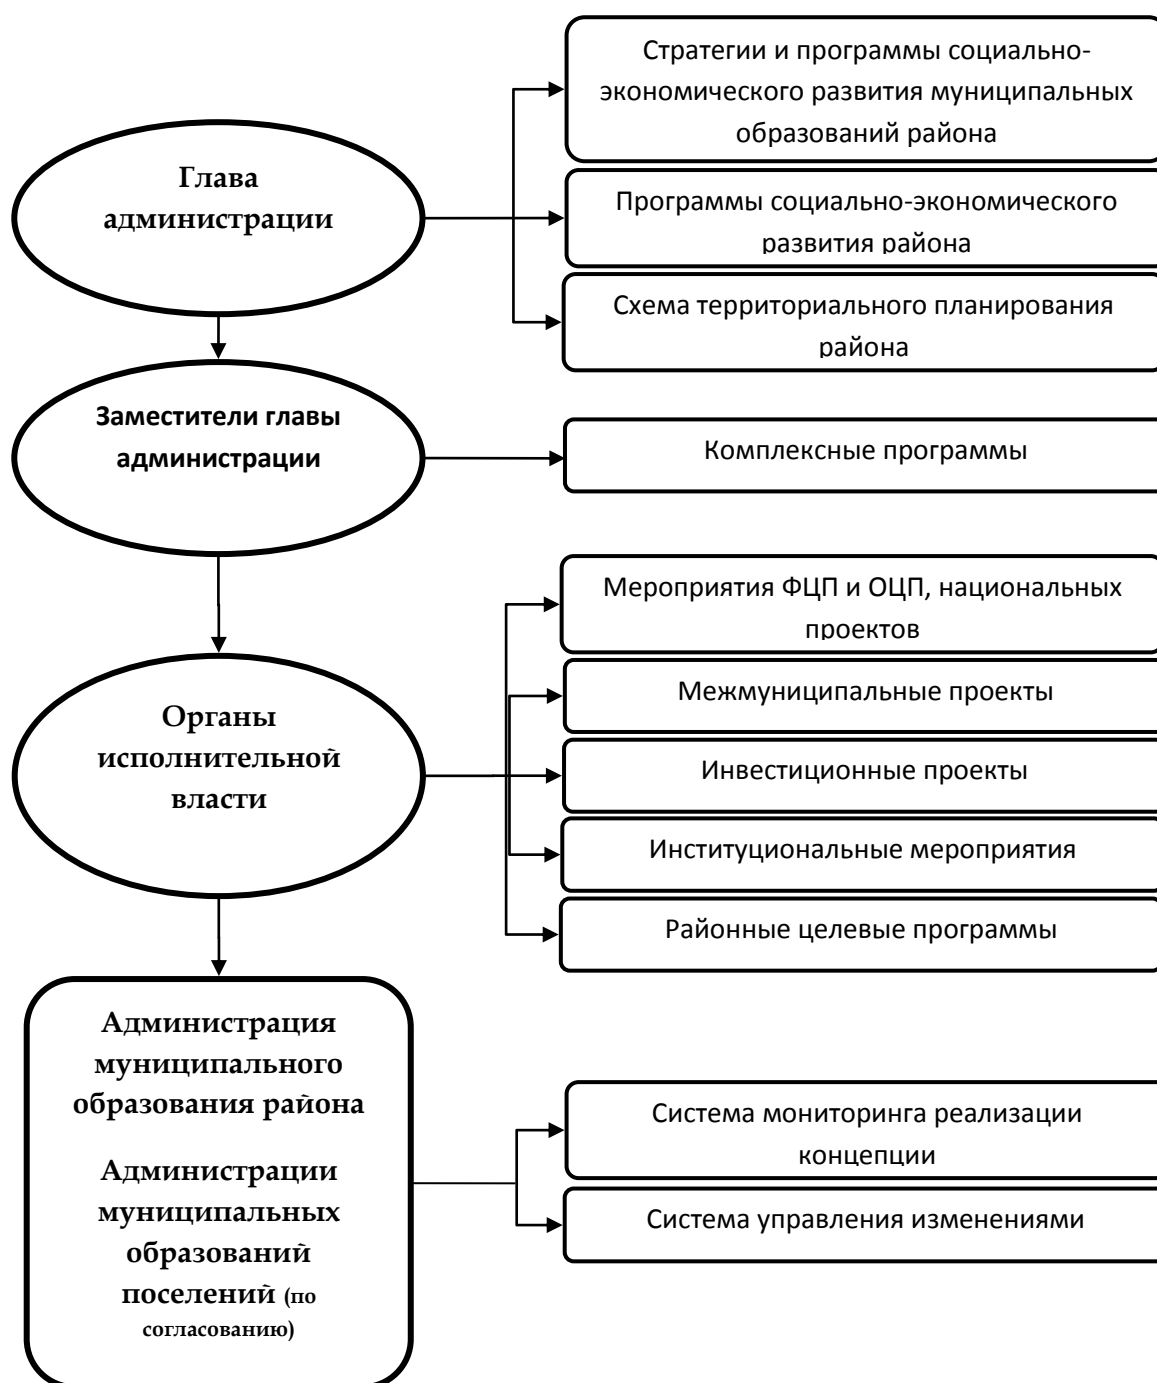 Стратегии и программы социально-
экономического развития муниципальных
образований района
Глава
администрации
Программы социально-экономического
развития района
Схема территориального планирования
района
Заместители главы
администрации
Комплексные программы
Мероприятия ФЦП и ОЦП, национальных
проектов
Межмуниципальные проекты
Органы
исполнительной
власти
Инвестиционные проекты
Институциональные мероприятия
Районные целевые программы
Администрация
муниципального
образования района
Администрации
муниципальных
образований
поселений (по
согласованию)
Система мониторинга реализации
концепции
Система управления изменениями